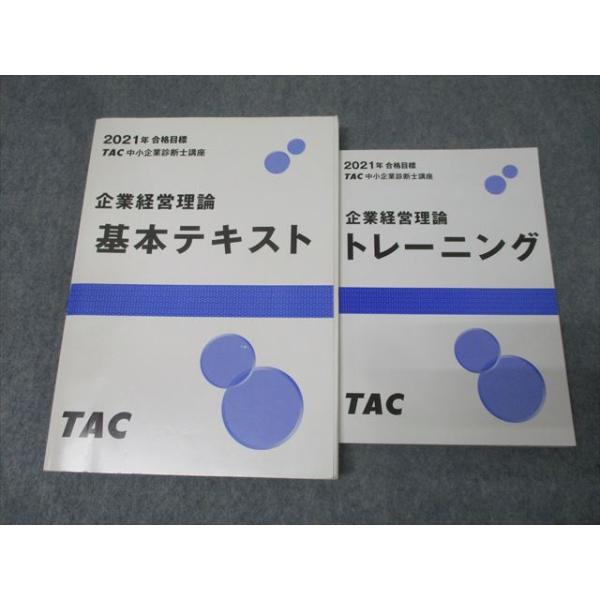 2021年 合格目標
TAC 中小企業診断士講座
企業経営理論
基本テキスト
TAC
2021年 合格目標
TAC 中小企業診断士講座
企業経営理論
トレーニング
TAC